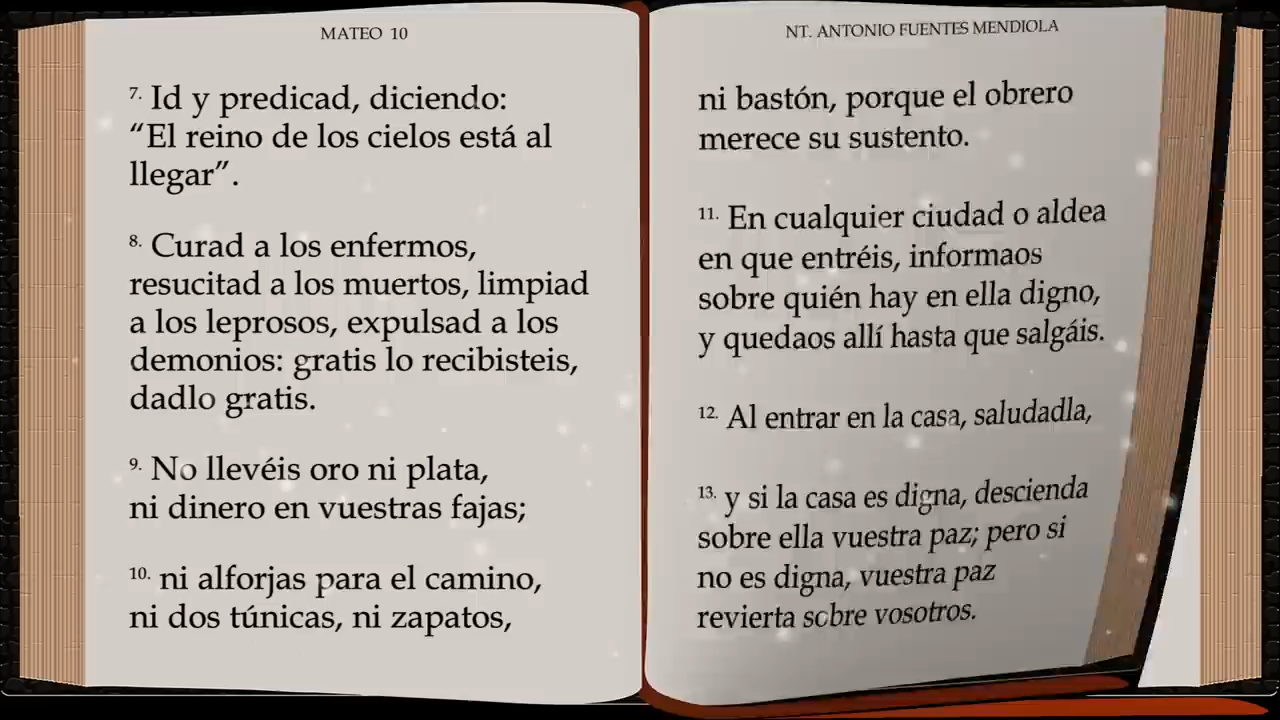 MATEO 10
7. Id y predicad, diciendo:
“El reino de los cielos está al
llegar”.
8. Curad a los enfermos,
resucitad a los muertos, limpiad
a los leprosos, expulsad a los
demonios: gratis lo recibisteis,
dadlo gratis.
9. No llevéis oro ni plata,
ni dinero en vuestras fajas;
10. ni alforjas para el camino,
ni dos túnicas, ni zapatos,
NT. ANTONIO FUENTES MENDIOLA
ni bastón, porque el obrero
merece su sustento.
11. En cualquier ciudad o aldea
en que entréis, informaos
sobre quién hay en ella digno,
y quedaos allí hasta que salgáis.
12. Al entrar en la casa, saludadla,
13. y si la casa es digna, descienda
sobre ella vuestra paz; pero si
no es digna, vuestra paz
revierta sobre vosotros.